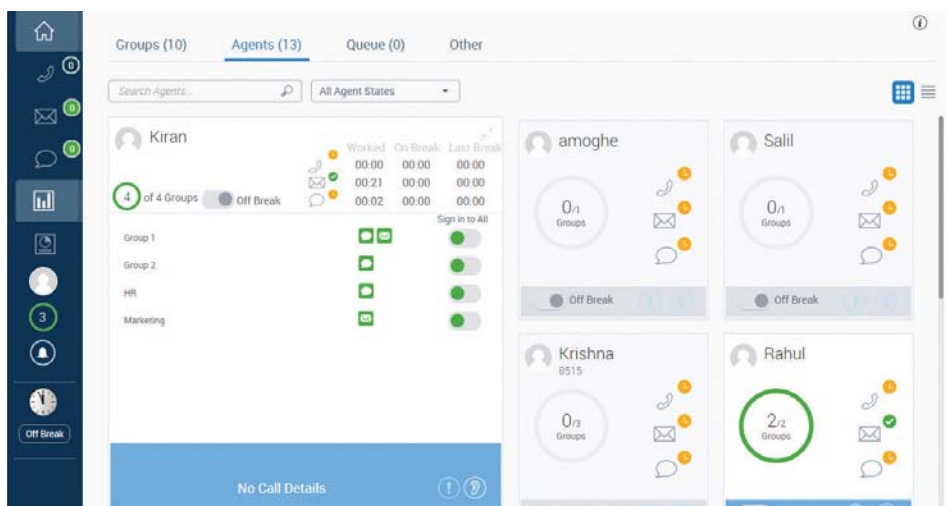 Groups (10)
Agents (13)
Queue (0)
Other
0
0
0
3
Off Break
Search Agents...
All Agent States
Kiran
Worked On Break Last Break
00:00 00:00 00:00
00:21 00:00 00:00
00:02 00:00 00:00
4 of 4 Groups
Off Break
Sign in to All
Group 1
Group 2
HR
Marketing
No Call Details
amoghe
0/1
Groups
Off Break
Salil
0/1
Groups
Off Break
Krishna
8515
0/3
Groups
Rahul
2/2
Groups